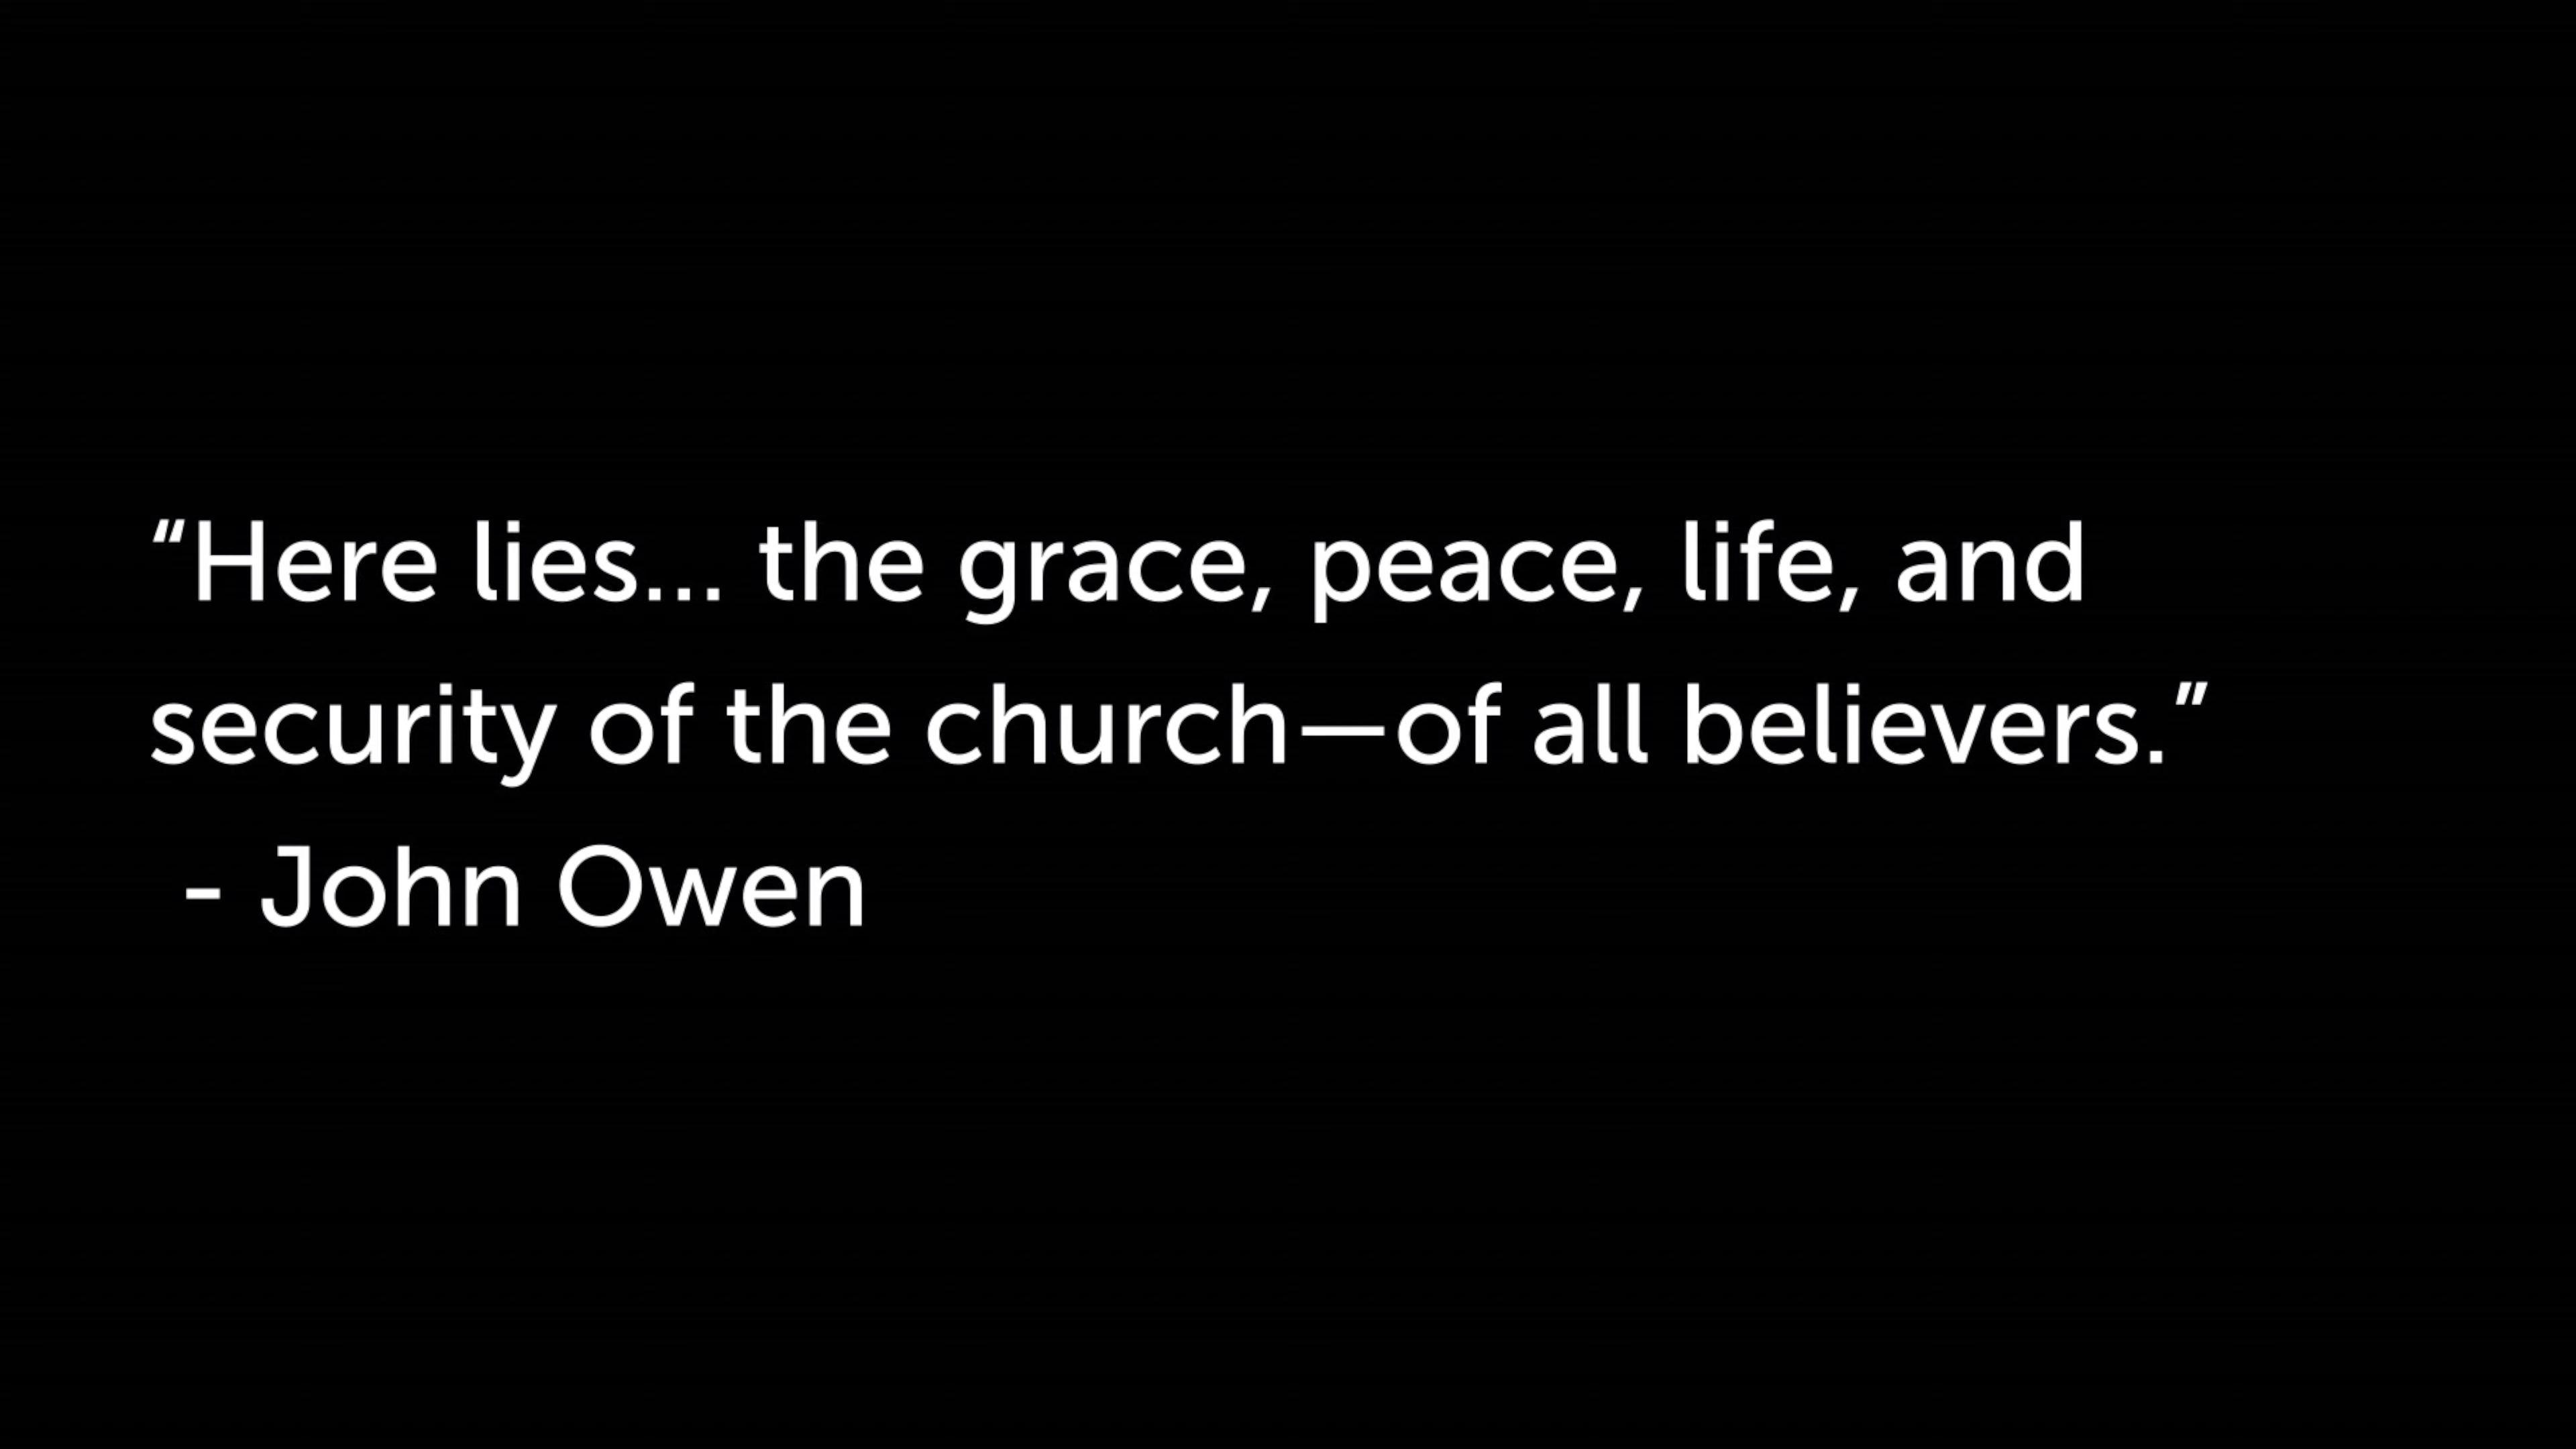 “Here lies... the grace, peace, life, and
security of the church—of all believers.”
- John Owen